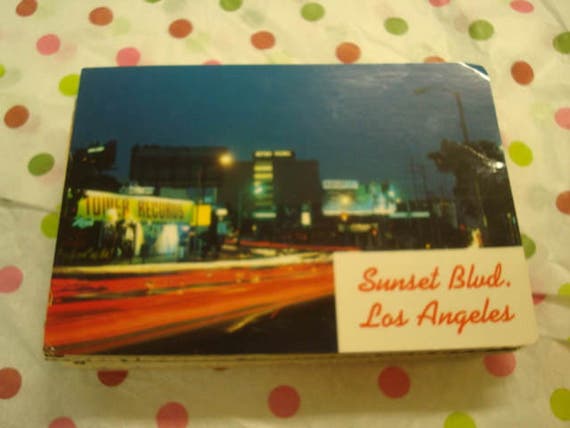 TOWER RECORDS
Sunset Blvd.
Los Angeles